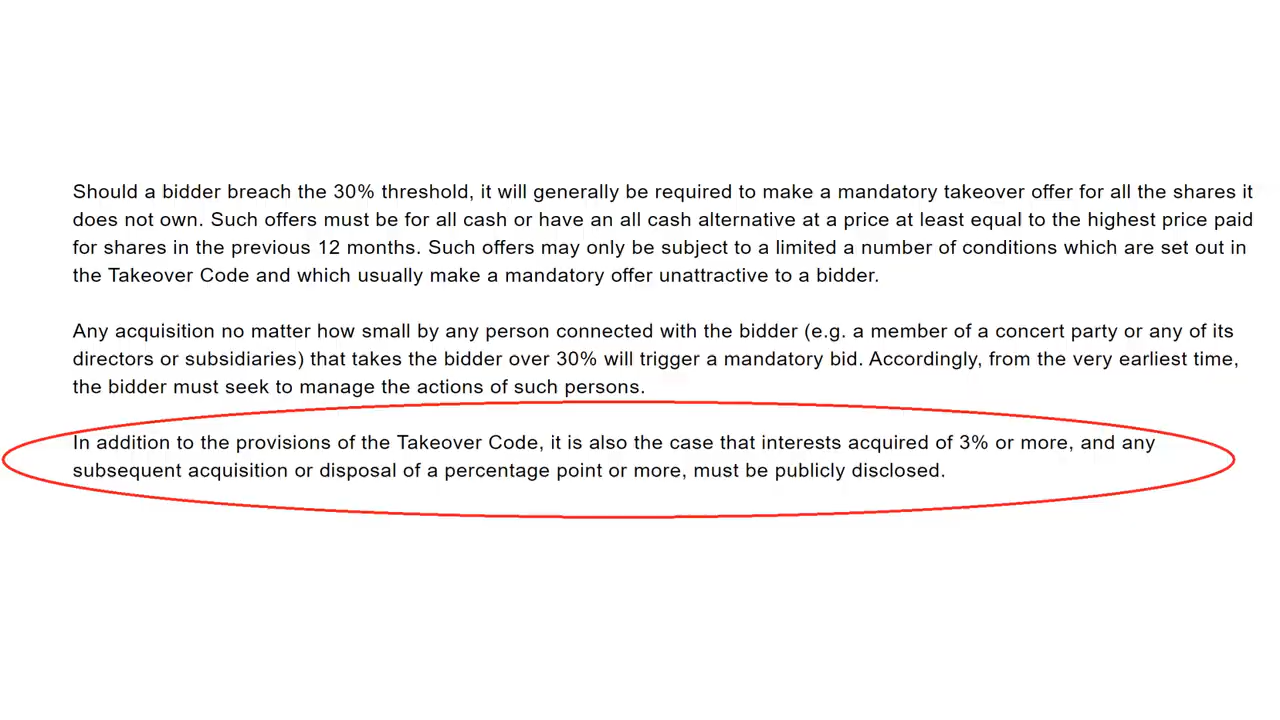 Should a bidder breach the 30% threshold, it will generally be required to make a mandatory takeover offer for all the shares it
does not own. Such offers must be for all cash or have an all cash alternative at a price at least equal to the highest price paid
for shares in the previous 12 months. Such offers may only be subject to a limited a number of conditions which are set out in
the Takeover Code and which usually make a mandatory offer unattractive to a bidder.
Any acquisition no matter how small by any person connected with the bidder (e.g. a member of a concert party or any of its
directors or subsidiaries) that takes the bidder over 30% will trigger a mandatory bid. Accordingly, from the very earliest time,
the bidder must seek to manage the actions of such persons.
In addition to the provisions of the Takeover Code, it is also the case that interests acquired of 3% or more, and any
subsequent acquisition or disposal of a percentage point or more, must be publicly disclosed.